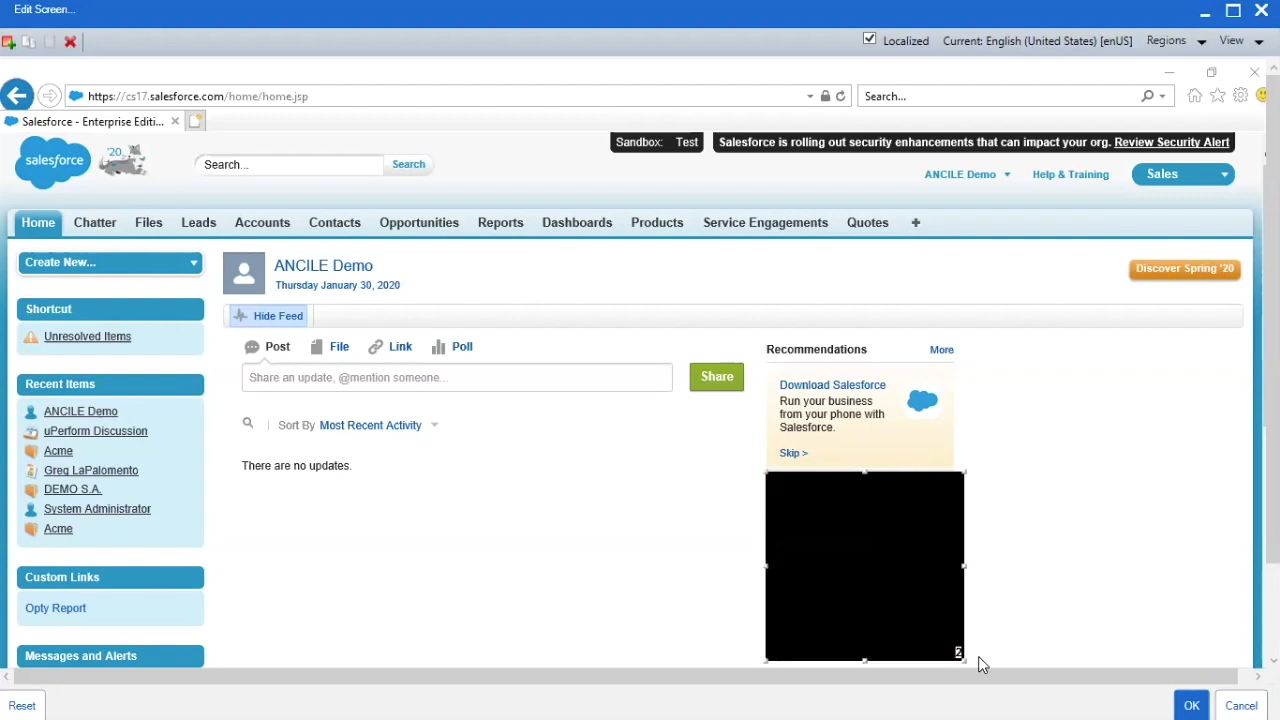 Edit Screen...
Localized Current: English (United States) [enUS] Regions View
https://cs17.salesforce.com/home/home.jsp Search...
Salesforce - Enterprise Editi...
salesforce '20 Search... Search Sandbox: Test Salesforce is rolling out security enhancements that can impact your org. Review Security Alert
ANCILE Demo Help & Training Sales
Home Chatter Files Leads Accounts Contacts Opportunities Reports Dashboards Products Service Engagements Quotes +
Create New...
Shortcut
Unresolved Items
Recent Items
ANCILE Demo
uPerform Discussion
Acme
Greg LaPalomento
DEMO S.A.
System Administrator
Acme
Custom Links
Opty Report
Messages and Alerts
ANCILE Demo
Thursday January 30, 2020
Discover Spring '20
Hide Feed
Post File Link Poll
Share an update, @mention someone... Share
Sort By Most Recent Activity
There are no updates.
Recommendations More
Download Salesforce
Run your business
from your phone with
Salesforce.
Skip >
2
Reset OK Cancel